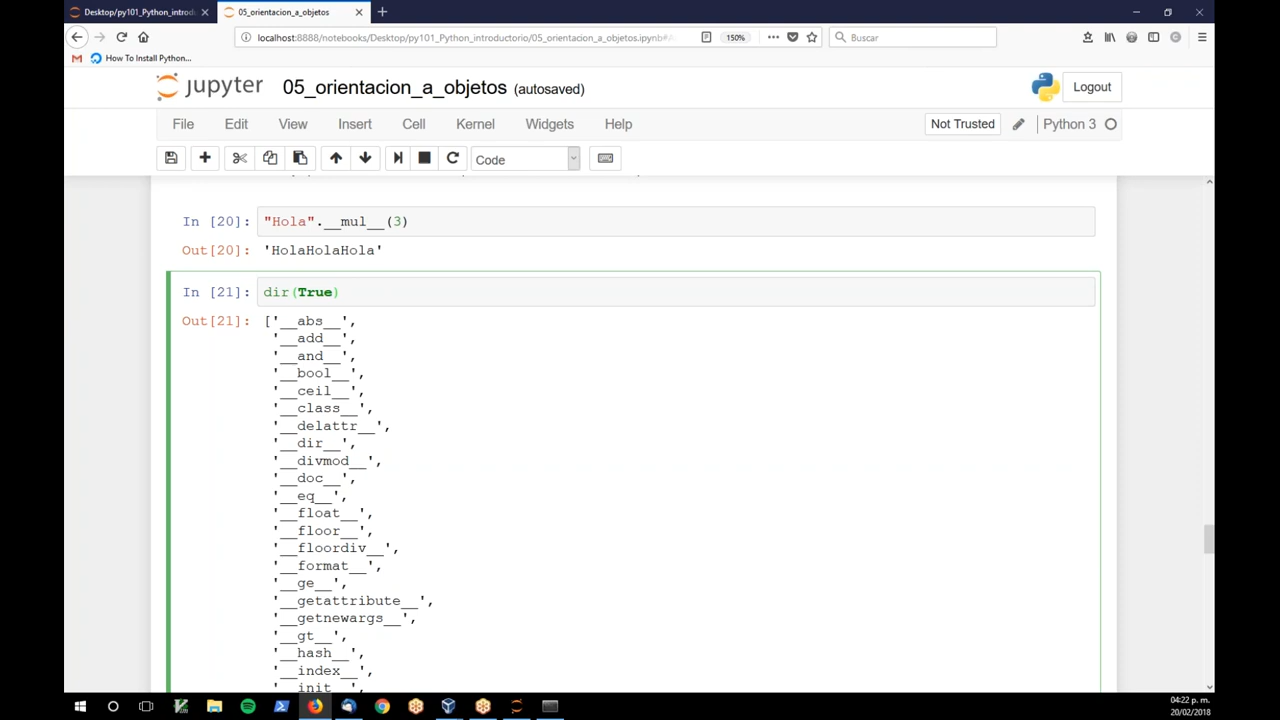 Desktop/py101_Python_introdu
05_orientacion_a_objetos
localhost:8888/notebooks/Desktop/py101_Python_introductorio/05_orientacion_a_objetos.ipynb#
150%
Buscar
How To Install Python...
jupyter
05_orientacion_a_objetos (autosaved)
Logout
File Edit View Insert Cell Kernel Widgets Help
Not Trusted
Python 3
Code
In [20]: "Hola".__mul__(3)
Out[20]: 'HolaHolaHola'
In [21]: dir(True)
Out[21]: ['__abs__',
'__add__',
'__and__',
'__bool__',
'__ceil__',
'__class__',
'__delattr__',
'__dir__',
'__divmod__',
'__doc__',
'__eq__',
'__float__',
'__floor__',
'__floordiv__',
'__format__',
'__ge__',
'__getattribute__',
'__getnewargs__',
'__gt__',
'__hash__',
'__index__',
'__init__',
04:22 p. m.
20/02/2018